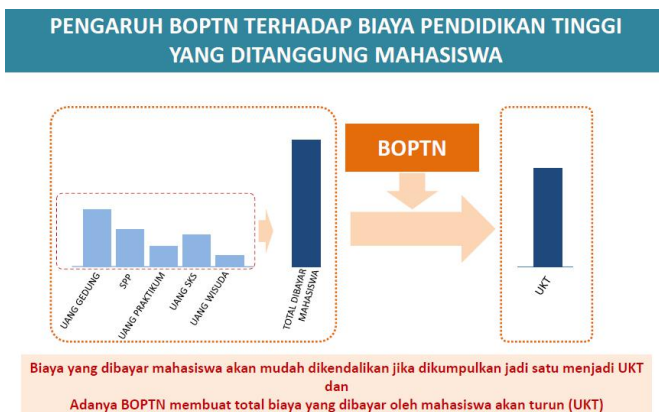 PENGARUH BOPTN TERHADAP BIAYA PENDIDIKAN TINGGI
YANG DITANGGUNG MAHASISWA
BOPTN
UANG GEDUNG
SPP
UANG PRAKTIKUM
UANG SKS
UANG WISUDA
TOTAL DIBAYAR
MAHASISWA
UKT
Biaya yang dibayar mahasiswa akan mudah dikendalikan jika dikumpulkan jadi satu menjadi UKT
dan
Adanya BOPTN membuat total biaya yang dibayar oleh mahasiswa akan turun (UKT)